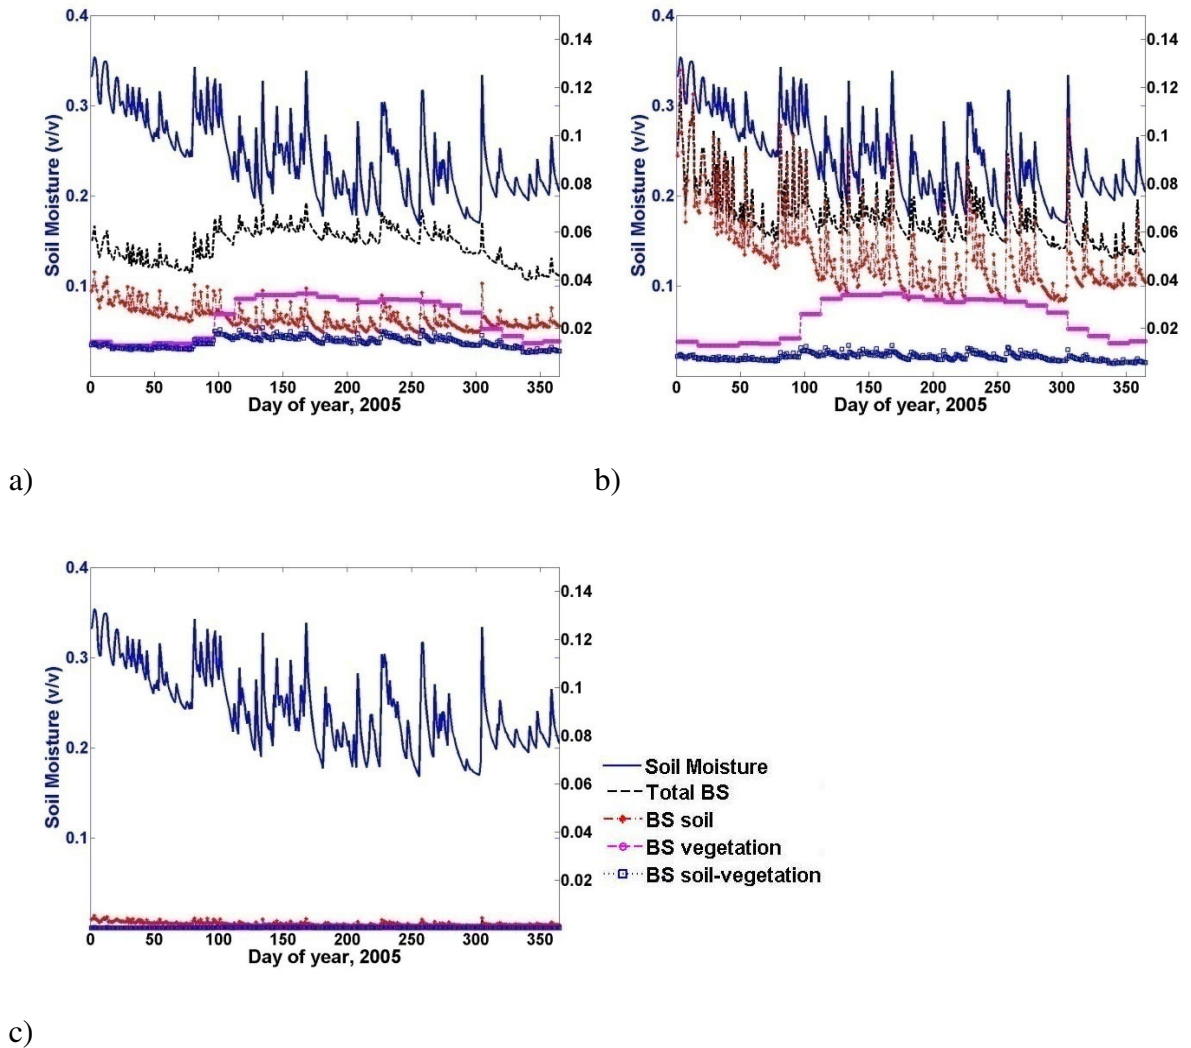 0.4 0.14 0.4 0.14
0.12 0.12
0.3 0.1 0.3 0.1
Soil Moisture (v/v) Soil Moisture (v/v)
0.2 0.08 0.2 0.08
0.06 0.06
0.1 0.04 0.1 0.04
0.02 0.02
0 50 100 150 200 250 300 350 0 50 100 150 200 250 300 350
Day of year, 2005 Day of year, 2005
a) b)
0.4 0.14
0.12
0.3 0.1
Soil Moisture (v/v)
0.2 0.08
0.06
0.1 0.04
0.02
0 50 100 150 200 250 300 350
Day of year, 2005
Soil Moisture
Total BS
BS soil
BS vegetation
BS soil-vegetation
c)